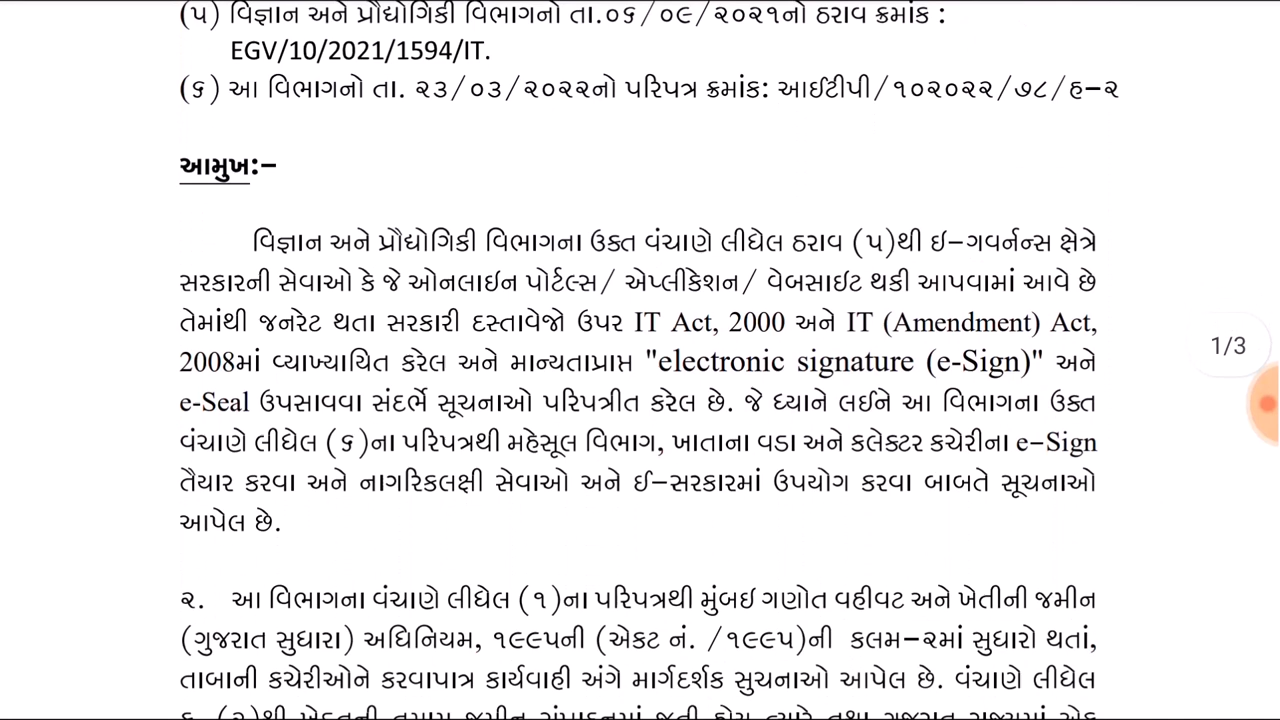 (૫) વિજ્ઞાન અને પ્રૌદ્યોગિકી વિભાગનો તા.૦૬/૦૯/૨૦૨૧નો ઠરાવ ક્રમાંક :
EGV/10/2021/1594/IT.
(૬) આ વિભાગનો તા. ૨૩/૦૩/૨૦૨૨નો પરિપત્ર ક્રમાંક: આઈટીપી/૧૦૨૦૨૨/૭૮/હ-૨
આમુખ:-
વિજ્ઞાન અને પ્રૌદ્યોગિકી વિભાગના ઉક્ત વંચાણે લીધેલ ઠરાવ (૫)થી ઇ-ગવર્નન્સ ક્ષેત્રે
સરકારની સેવાઓ કે જે ઓનલાઇન પોર્ટલ્સ/ એપ્લીકેશન/ વેબસાઈટ થકી આપવામાં આવે છે
તેમાંથી જનરેટ થતા સરકારી દસ્તાવેજો ઉપર IT Act, 2000 અને IT (Amendment) Act,
2008માં વ્યાખ્યાયિત કરેલ અને માન્યતાપ્રાપ્ત "electronic signature (e-Sign)" અને
e-Seal ઉપસાવવા સંદર્ભે સૂચનાઓ પરિપત્રીત કરેલ છે. જે ધ્યાને લઈને આ વિભાગના ઉક્ત
વંચાણે લીધેલ (૬)ના પરિપત્રથી મહેસૂલ વિભાગ, ખાતાના વડા અને કલેક્ટર કચેરીના e-Sign
તૈયાર કરવા અને નાગરિકલક્ષી સેવાઓ અને ઈ-સરકારમાં ઉપયોગ કરવા બાબતે સૂચનાઓ
આપેલ છે.
1/3
૨. આ વિભાગના વંચાણે લીધેલ (૧)ના પરિપત્રથી મુંબઇ ગણોત વહીવટ અને ખેતીની જમીન
(ગુજરાત સુધારા) અધિનિયમ, ૧૯૯૫ની (એકટ નં. /૧૯૯૫)ની કલમ-૨માં સુધારો થતાં,
તાબાની કચેરીઓને કરવાપાત્ર કાર્યવાહી અંગે માર્ગદર્શક સુચનાઓ આપેલ છે. વંચાણે લીધેલ